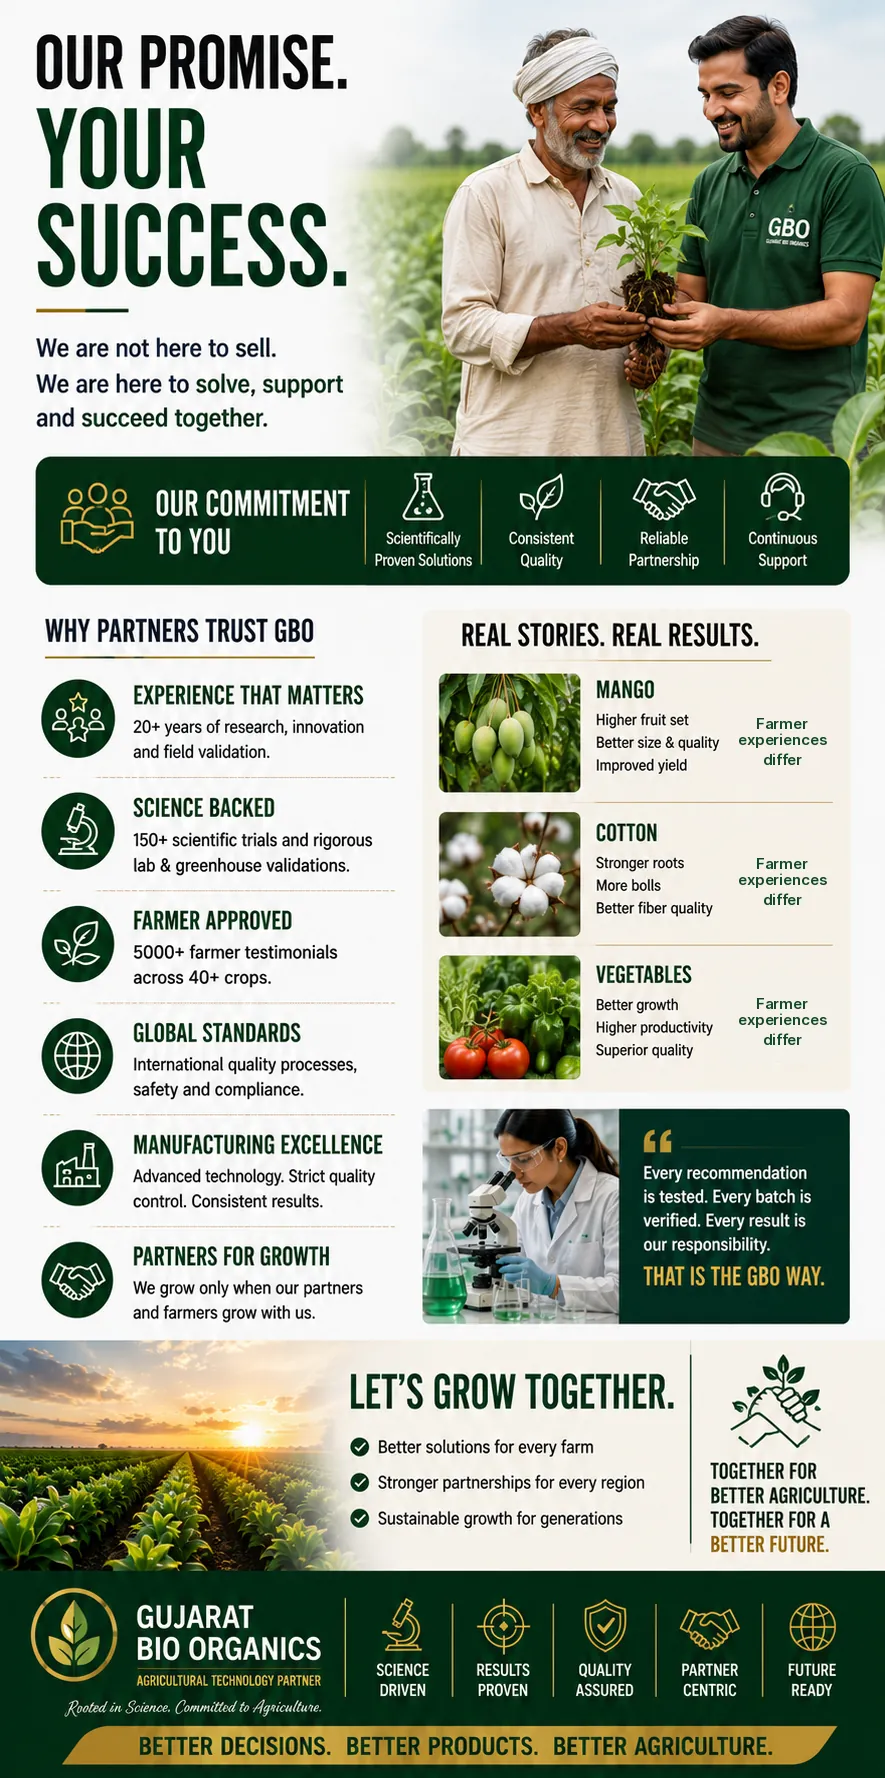 OUR PROMISE.
YOUR
SUCCESS.
We are not here to sell.
We are here to solve, support
and succeed together.
GBO
GUJARAT BIO ORGANICS
OUR COMMITMENT
TO YOU
Scientifically
Proven Solutions
Consistent
Quality
Reliable
Partnership
Continuous
Support
WHY PARTNERS TRUST GBO
EXPERIENCE THAT MATTERS
20+ years of research, innovation
and field validation.
SCIENCE BACKED
150+ scientific trials and rigorous
lab & greenhouse validations.
FARMER APPROVED
5000+ farmer testimonials
across 40+ crops.
GLOBAL STANDARDS
International quality processes,
safety and compliance.
MANUFACTURING EXCELLENCE
Advanced technology. Strict quality
control. Consistent results.
PARTNERS FOR GROWTH
We grow only when our partners
and farmers grow with us.
REAL STORIES. REAL RESULTS.
MANGO
Higher fruit set
Better size & quality
Improved yield
Farmer
experiences
differ
COTTON
Stronger roots
More bolls
Better fiber quality
Farmer
experiences
differ
VEGETABLES
Better growth
Higher productivity
Superior quality
Farmer
experiences
differ
“
Every recommendation
is tested. Every batch is
verified. Every result is
our responsibility.
THAT IS THE GBO WAY.
LET'S GROW TOGETHER.
Better solutions for every farm
Stronger partnerships for every region
Sustainable growth for generations
TOGETHER FOR
BETTER AGRICULTURE.
TOGETHER FOR A
BETTER FUTURE.
GUJARAT
BIO ORGANICS
AGRICULTURAL TECHNOLOGY PARTNER
Rooted in Science. Committed to Agriculture.
SCIENCE
DRIVEN
RESULTS
PROVEN
QUALITY
ASSURED
PARTNER
CENTRIC
FUTURE
READY
BETTER DECISIONS. BETTER PRODUCTS. BETTER AGRICULTURE.